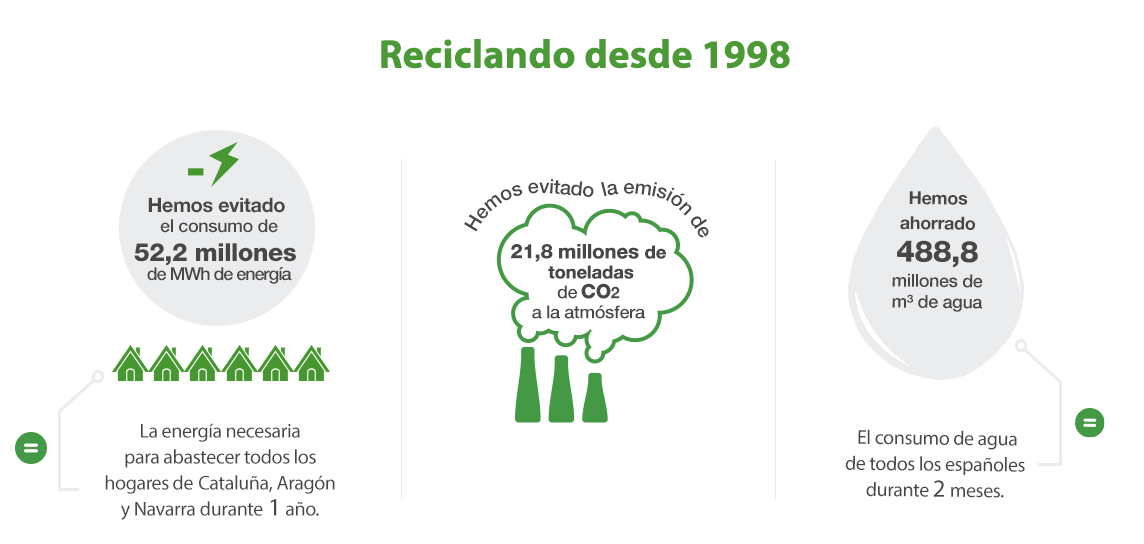 Reciclando desde 1998
Hemos evitado
el consumo de
52,2 millones
de MWh de energía
=
La energía necesaria
para abastecer todos los
hogares de Cataluña, Aragón
y Navarra durante 1 año.
Hemos evitado la emisión de
21,8 millones de
toneladas
de CO2
a la atmósfera
Hemos
ahorrado
488,8
millones de
m³ de agua
=
El consumo de agua
de todos los españoles
durante 2 meses.